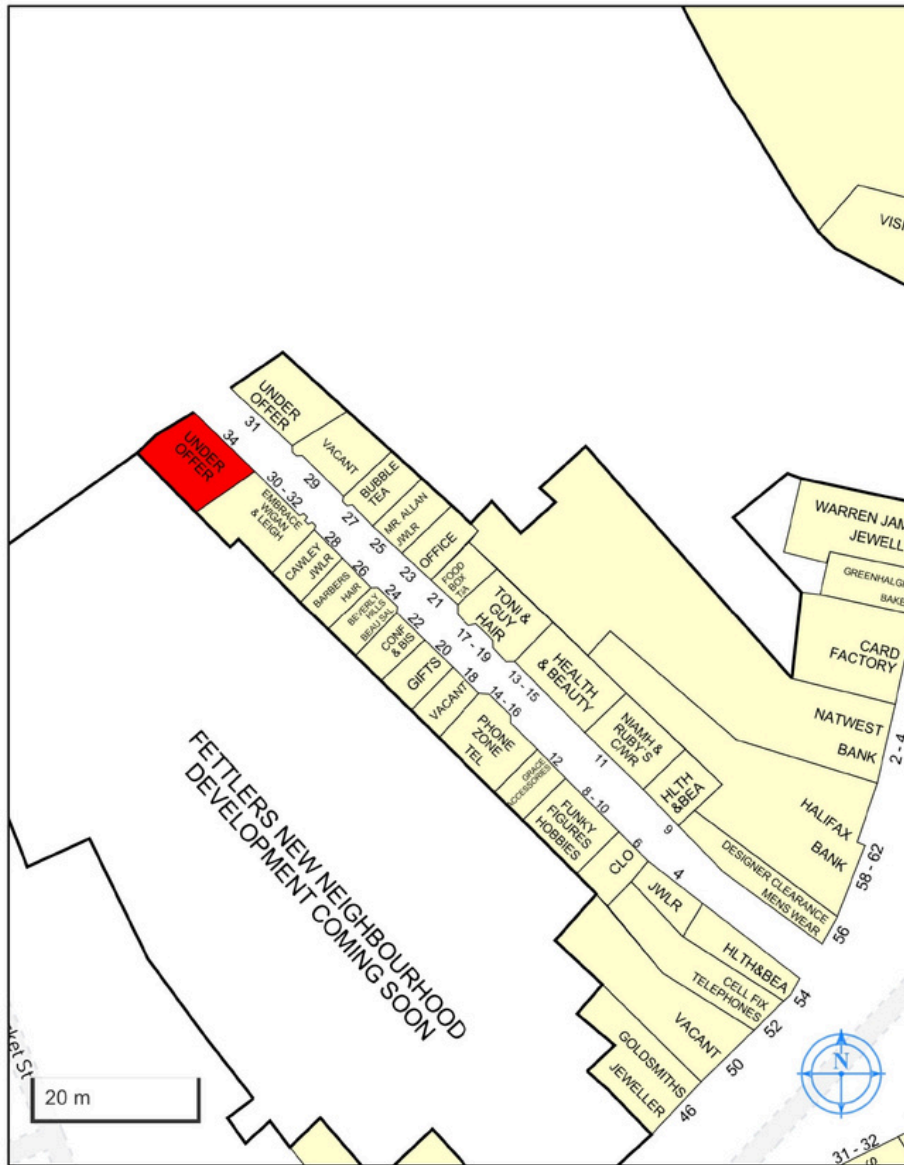 VISI
UNDER
OFFER
31
VACANT
29
BUBBLE
TEA
27
MR. ALLAN
JWLR
25
OFFICE
23
FOOD
BOX
T/A
21
TONI &
GUY
HAIR
17 - 19
HEALTH
& BEAUTY
13 - 15
NIAMH &
RUBY'S
C/WR
11
HLTH
&BEA
9
DESIGNER CLEARANCE
MENS WEAR
56
UNDER
OFFER
34
30 - 32
EMBRACE
WIGAN
& LEIGH
28
CAWLEY
JWLR
26
BARBERS
HAIR
24
BEVERLY
HILLS
BEAU SAL
22
CONF
& BIS
20
GIFTS
18
VACANT
14 - 16
PHONE
ZONE
TEL
12
GRACE
ACCESSORIES
8 - 10
FUNKY
FIGURES
HOBBIES
6
CLO
4
JWLR
HLTH&BEA
54
CELL FIX
TELEPHONES
52
VACANT
50
GOLDSMITHS
JEWELLER
46
WARREN JAM
JEWELL
GREENHALG
BAKE
CARD
FACTORY
NATWEST
BANK
2 - 4
HALIFAX
BANK
58 - 62
FETTLERS NEW NEIGHBOURHOOD
DEVELOPMENT COMING SOON
N
ket St
20 m
31 - 32